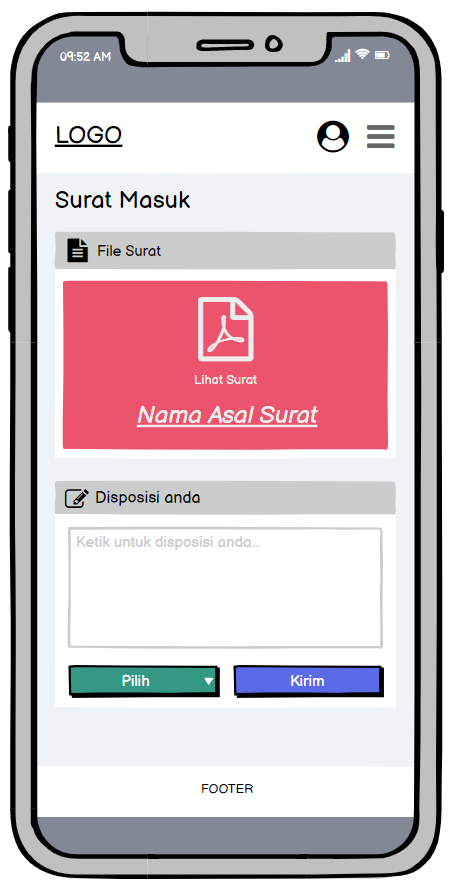 09:52 AM
LOGO
Surat Masuk
File Surat
Lihat Surat
Nama Asal Surat
Disposisi anda
Ketik untuk disposisi anda...
Pilih
Kirim
FOOTER